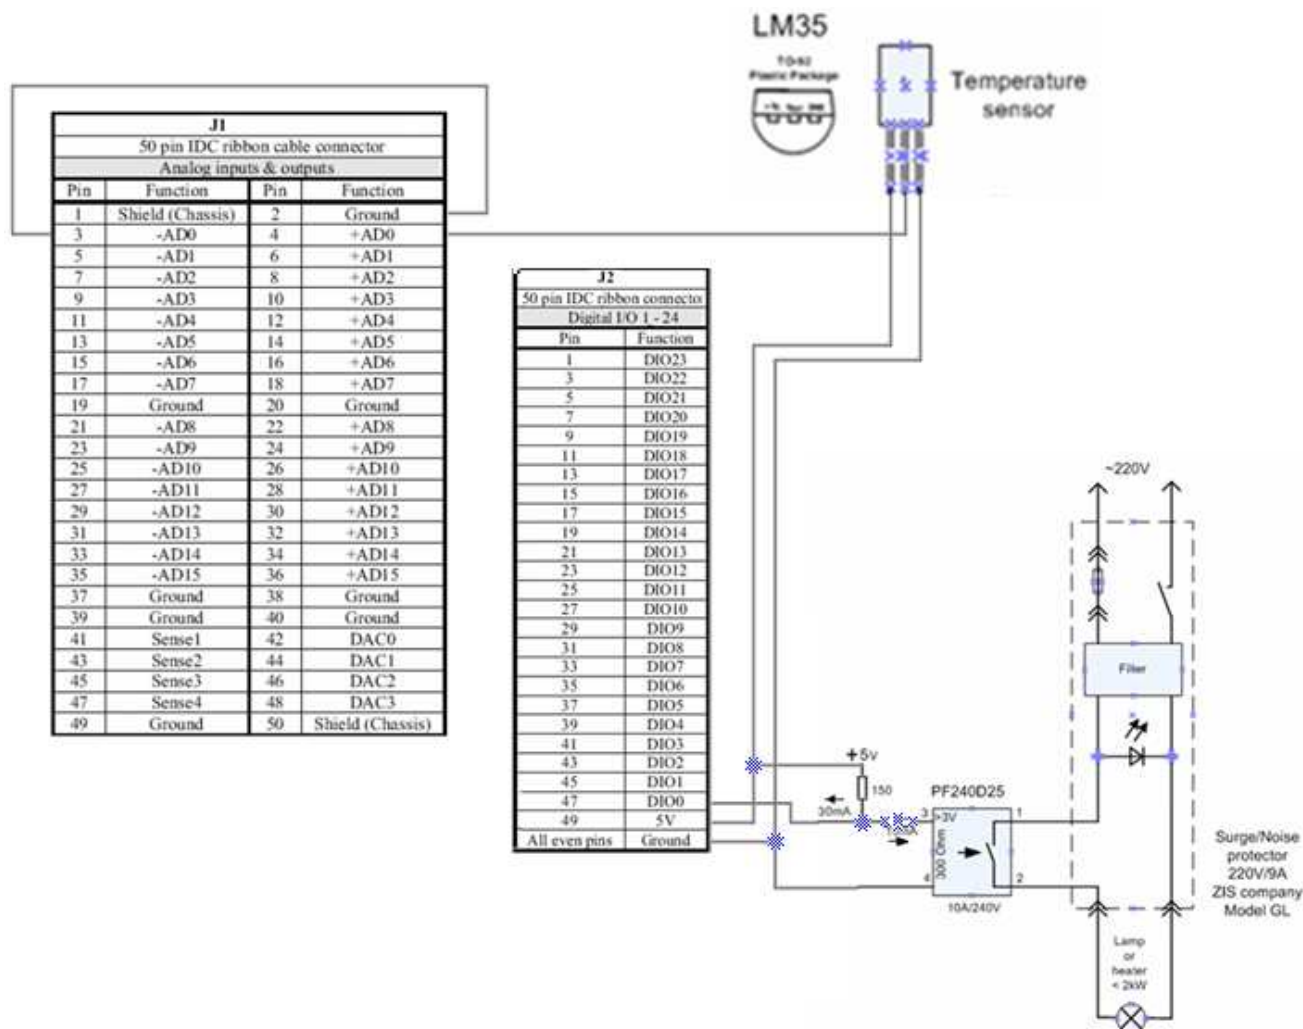 LM35
TO-92
Plastic Package
+Vs Vout GND
Temperature
sensor
J1
50 pin IDC ribbon cable connector
Analog inputs & outputs
Pin Function Pin Function
1 Shield (Chassis) 2 Ground
3 -AD0 4 +AD0
5 -AD1 6 +AD1
7 -AD2 8 +AD2
9 -AD3 10 +AD3
11 -AD4 12 +AD4
13 -AD5 14 +AD5
15 -AD6 16 +AD6
17 -AD7 18 +AD7
19 Ground 20 Ground
21 -AD8 22 +AD8
23 -AD9 24 +AD9
25 -AD10 26 +AD10
27 -AD11 28 +AD11
29 -AD12 30 +AD12
31 -AD13 32 +AD13
33 -AD14 34 +AD14
35 -AD15 36 +AD15
37 Ground 38 Ground
39 Ground 40 Ground
41 Sense1 42 DAC0
43 Sense2 44 DAC1
45 Sense3 46 DAC2
47 Sense4 48 DAC3
49 Ground 50 Shield (Chassis)
J2
50 pin IDC ribbon connecto
Digital I/O 1 - 24
Pin Function
1 DIO23
3 DIO22
5 DIO21
7 DIO20
9 DIO19
11 DIO18
13 DIO17
15 DIO16
17 DIO15
19 DIO14
21 DIO13
23 DIO12
25 DIO11
27 DIO10
29 DIO9
31 DIO8
33 DIO7
35 DIO6
37 DIO5
39 DIO4
41 DIO3
43 DIO2
45 DIO1
47 DIO0
49 5V
All even pins Ground
~220V
Filter
+5v
150
30mA
PF240D25
3 >3V 1
300 Ohm
4 2
10A/240V
Surge/Noise
protector
220V/9A
ZIS company
Model GL
Lamp
or
heater
< 2kW